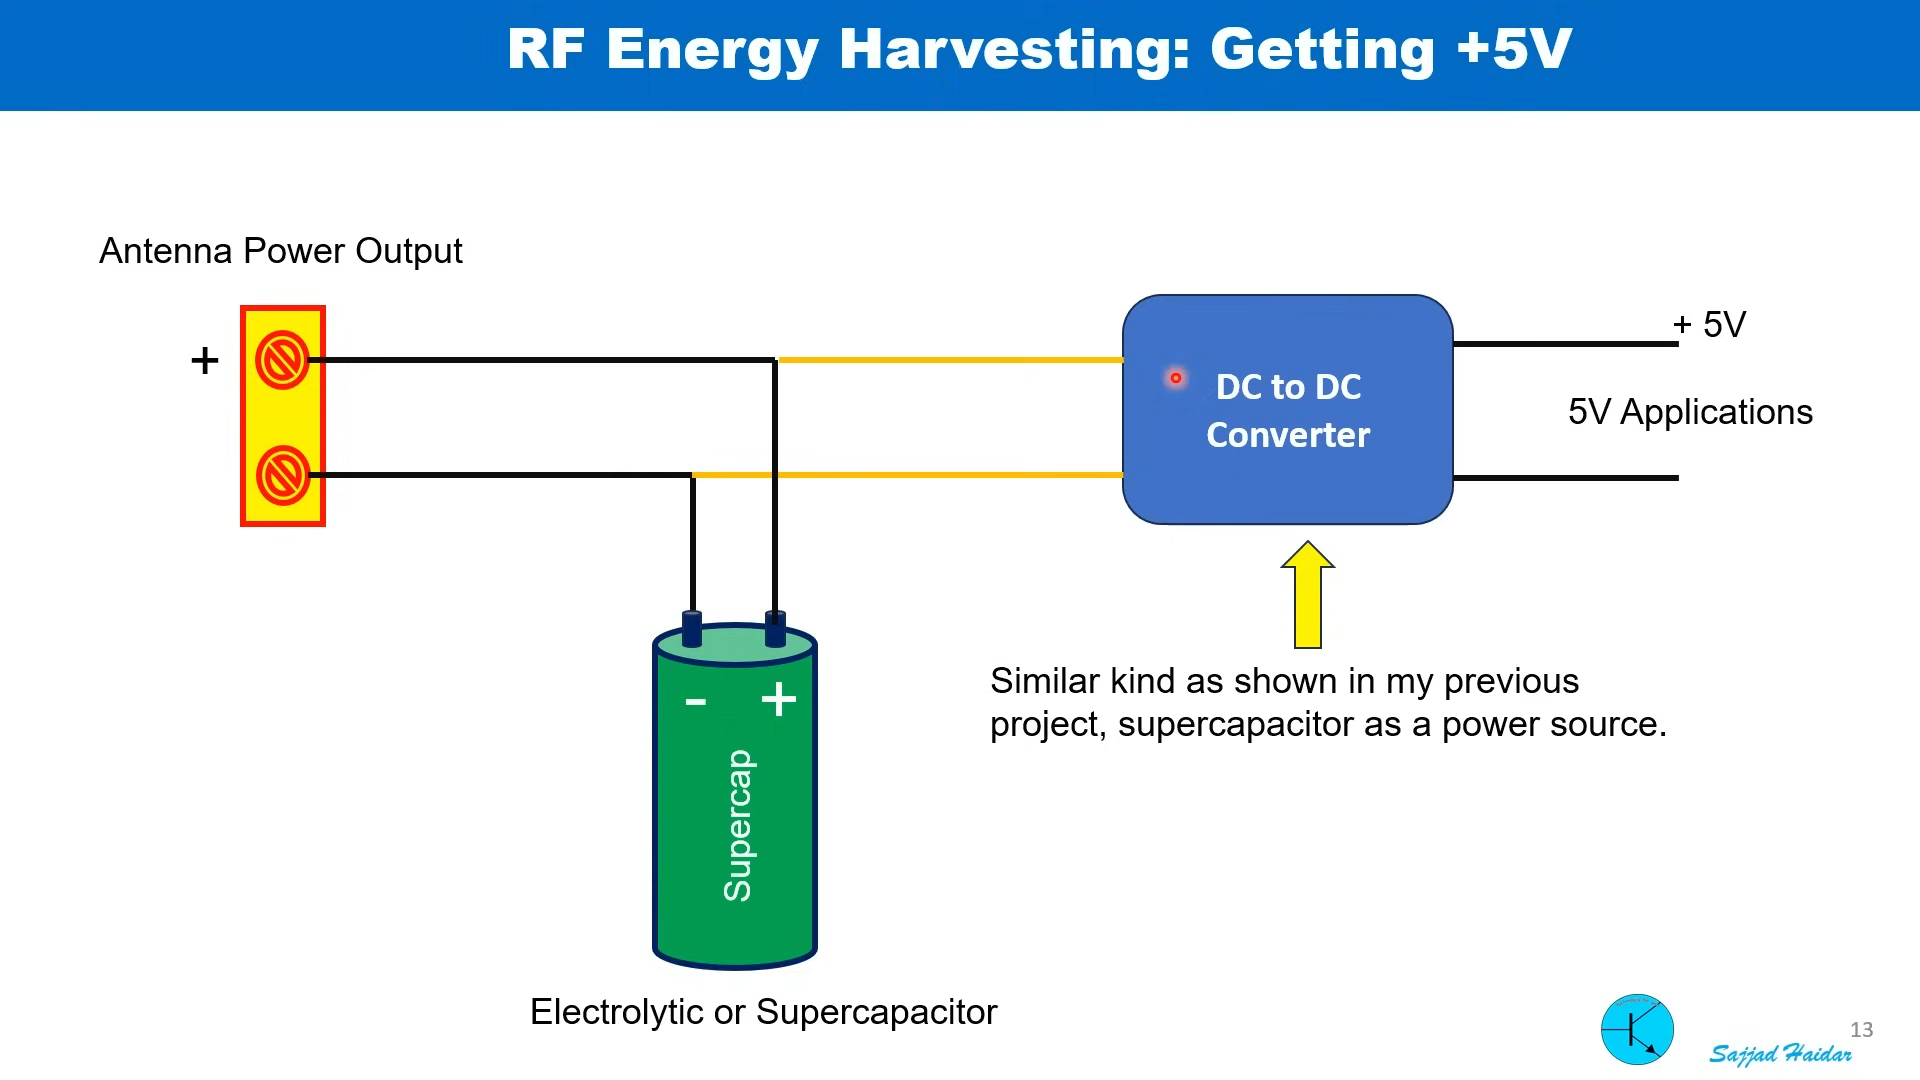 RF Energy Harvesting: Getting +5V
Antenna Power Output
+
+ 5V
DC to DC
Converter
5V Applications
- +
Supercap
Similar kind as shown in my previous
project, supercapacitor as a power source.
Electrolytic or Supercapacitor
13
Sajjad Haidar